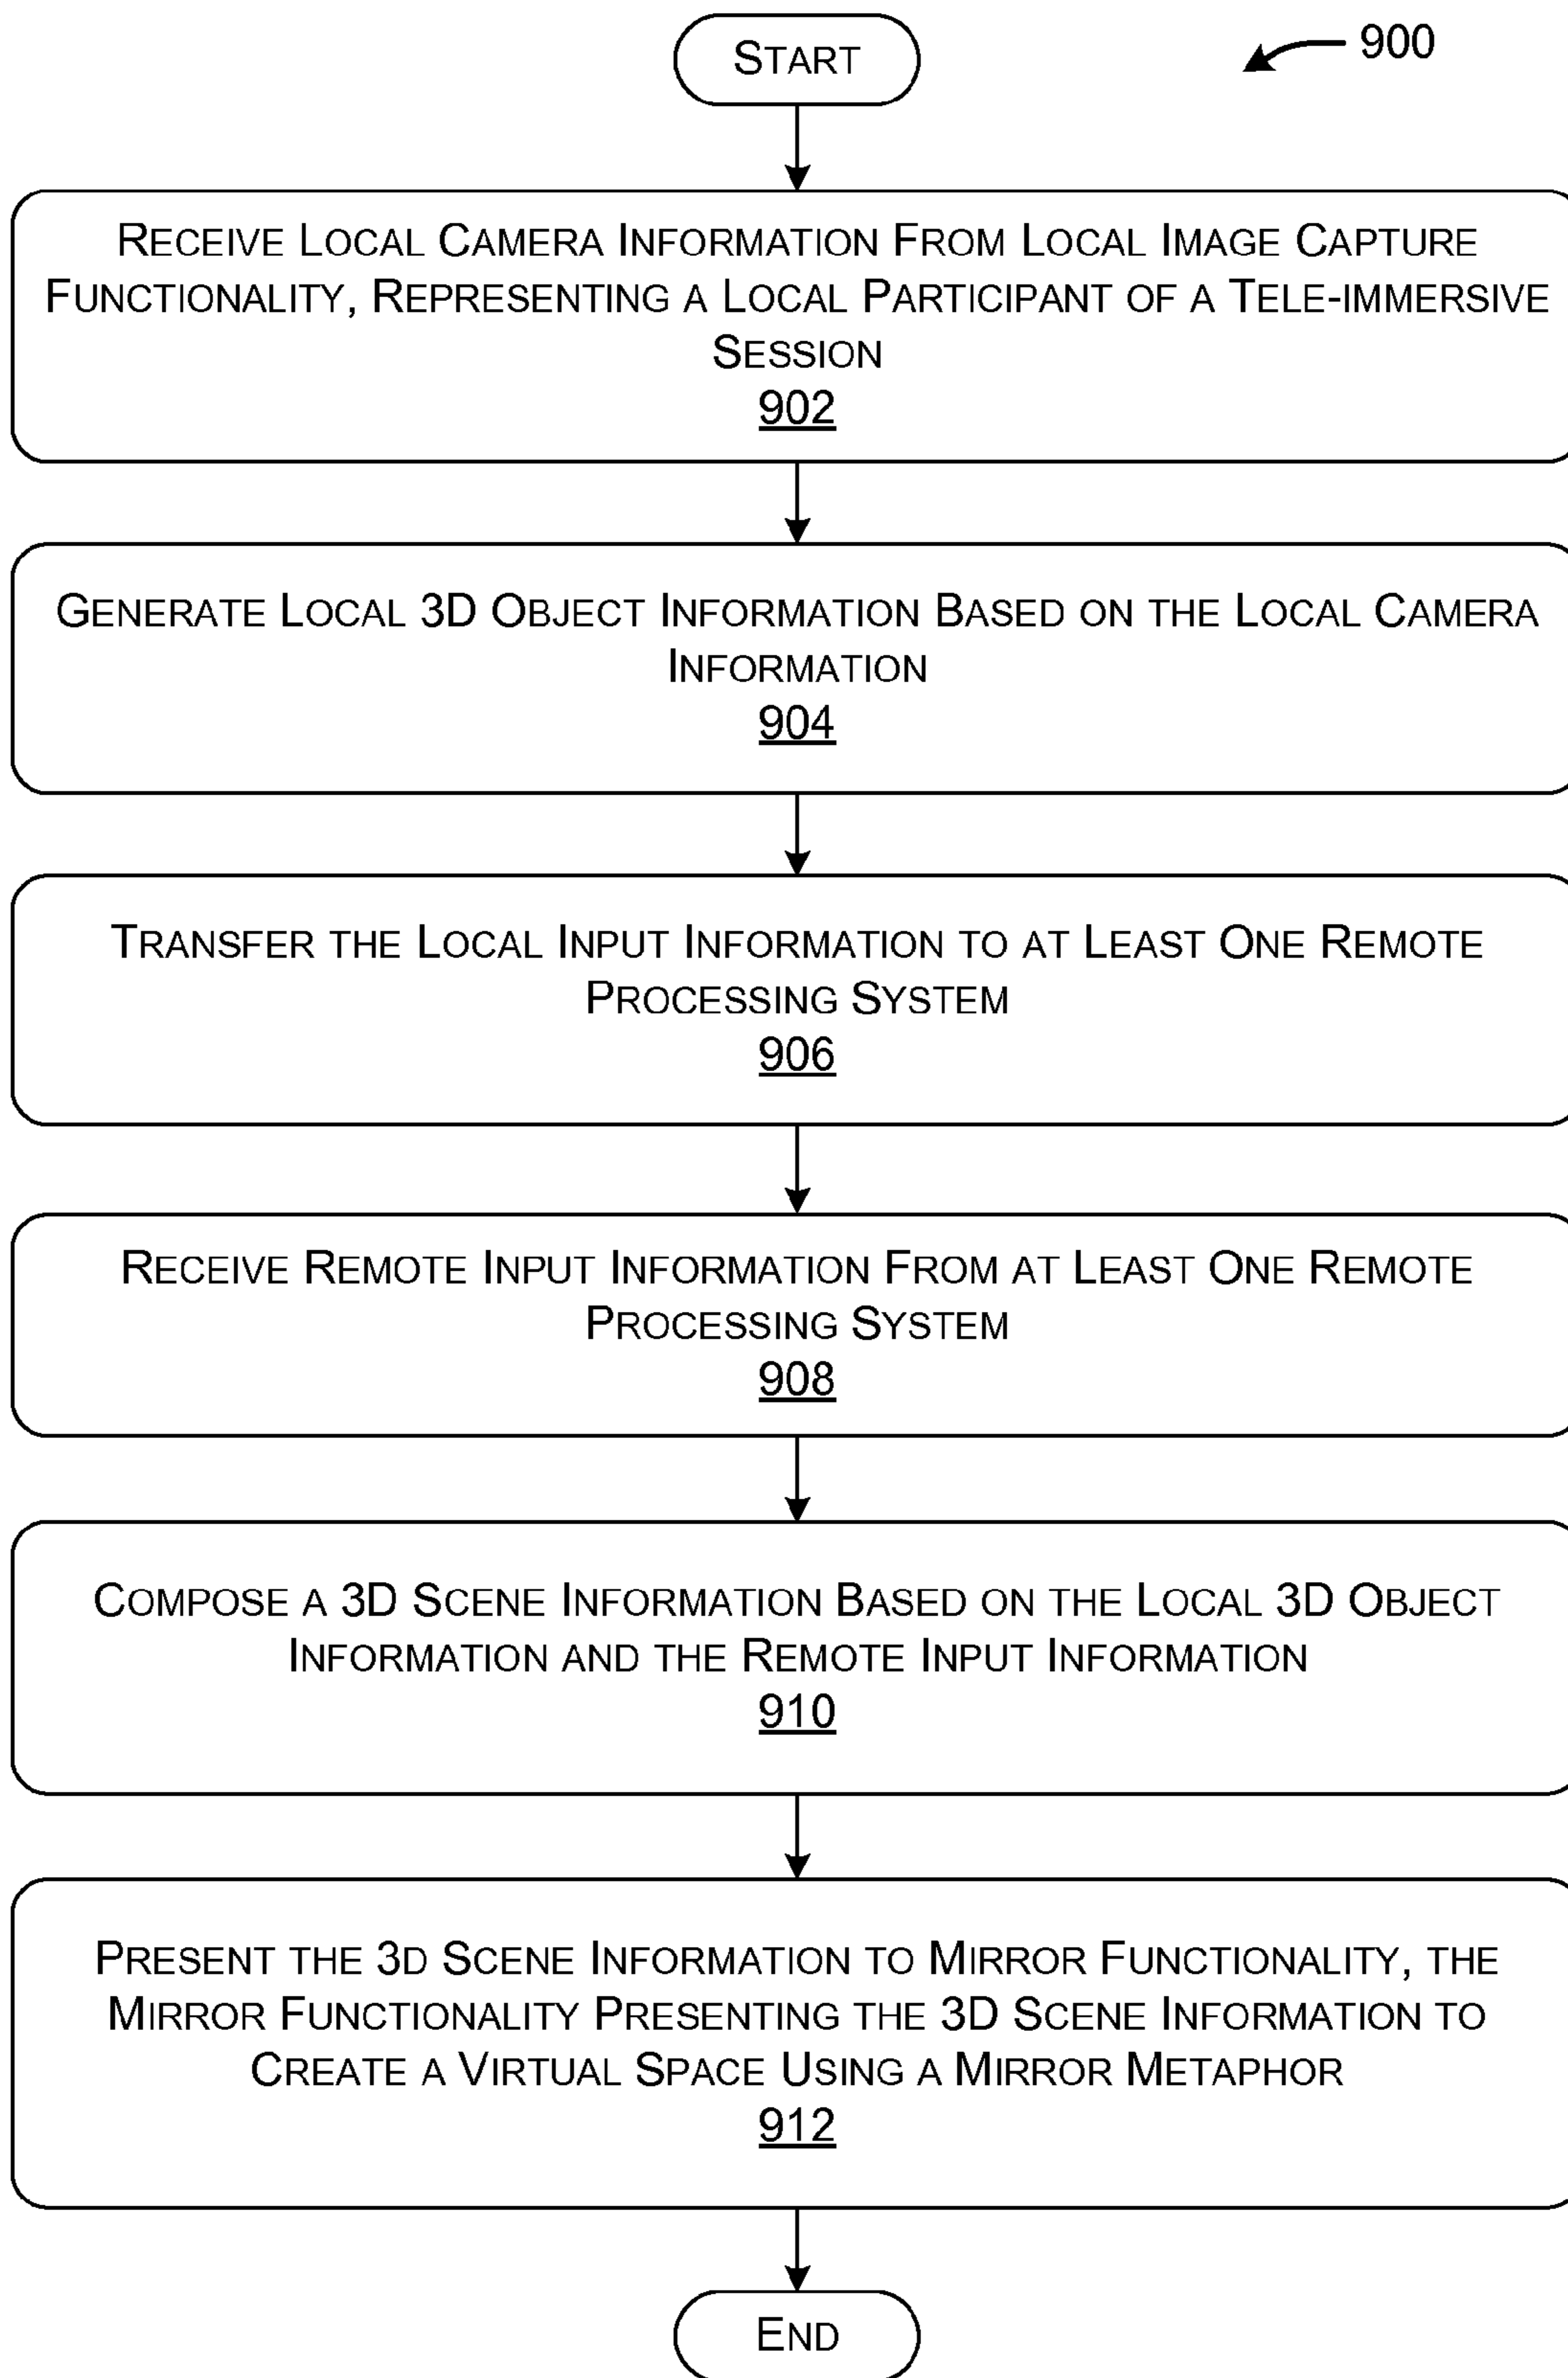 START
900
RECEIVE LOCAL CAMERA INFORMATION FROM LOCAL IMAGE CAPTURE
FUNCTIONALITY, REPRESENTING A LOCAL PARTICIPANT OF A TELE-IMMERSIVE
SESSION
902
GENERATE LOCAL 3D OBJECT INFORMATION BASED ON THE LOCAL CAMERA
INFORMATION
904
TRANSFER THE LOCAL INPUT INFORMATION TO AT LEAST ONE REMOTE
PROCESSING SYSTEM
906
RECEIVE REMOTE INPUT INFORMATION FROM AT LEAST ONE REMOTE
PROCESSING SYSTEM
908
COMPOSE A 3D SCENE INFORMATION BASED ON THE LOCAL 3D OBJECT
INFORMATION AND THE REMOTE INPUT INFORMATION
910
PRESENT THE 3D SCENE INFORMATION TO MIRROR FUNCTIONALITY, THE
MIRROR FUNCTIONALITY PRESENTING THE 3D SCENE INFORMATION TO
CREATE A VIRTUAL SPACE USING A MIRROR METAPHOR
912
END